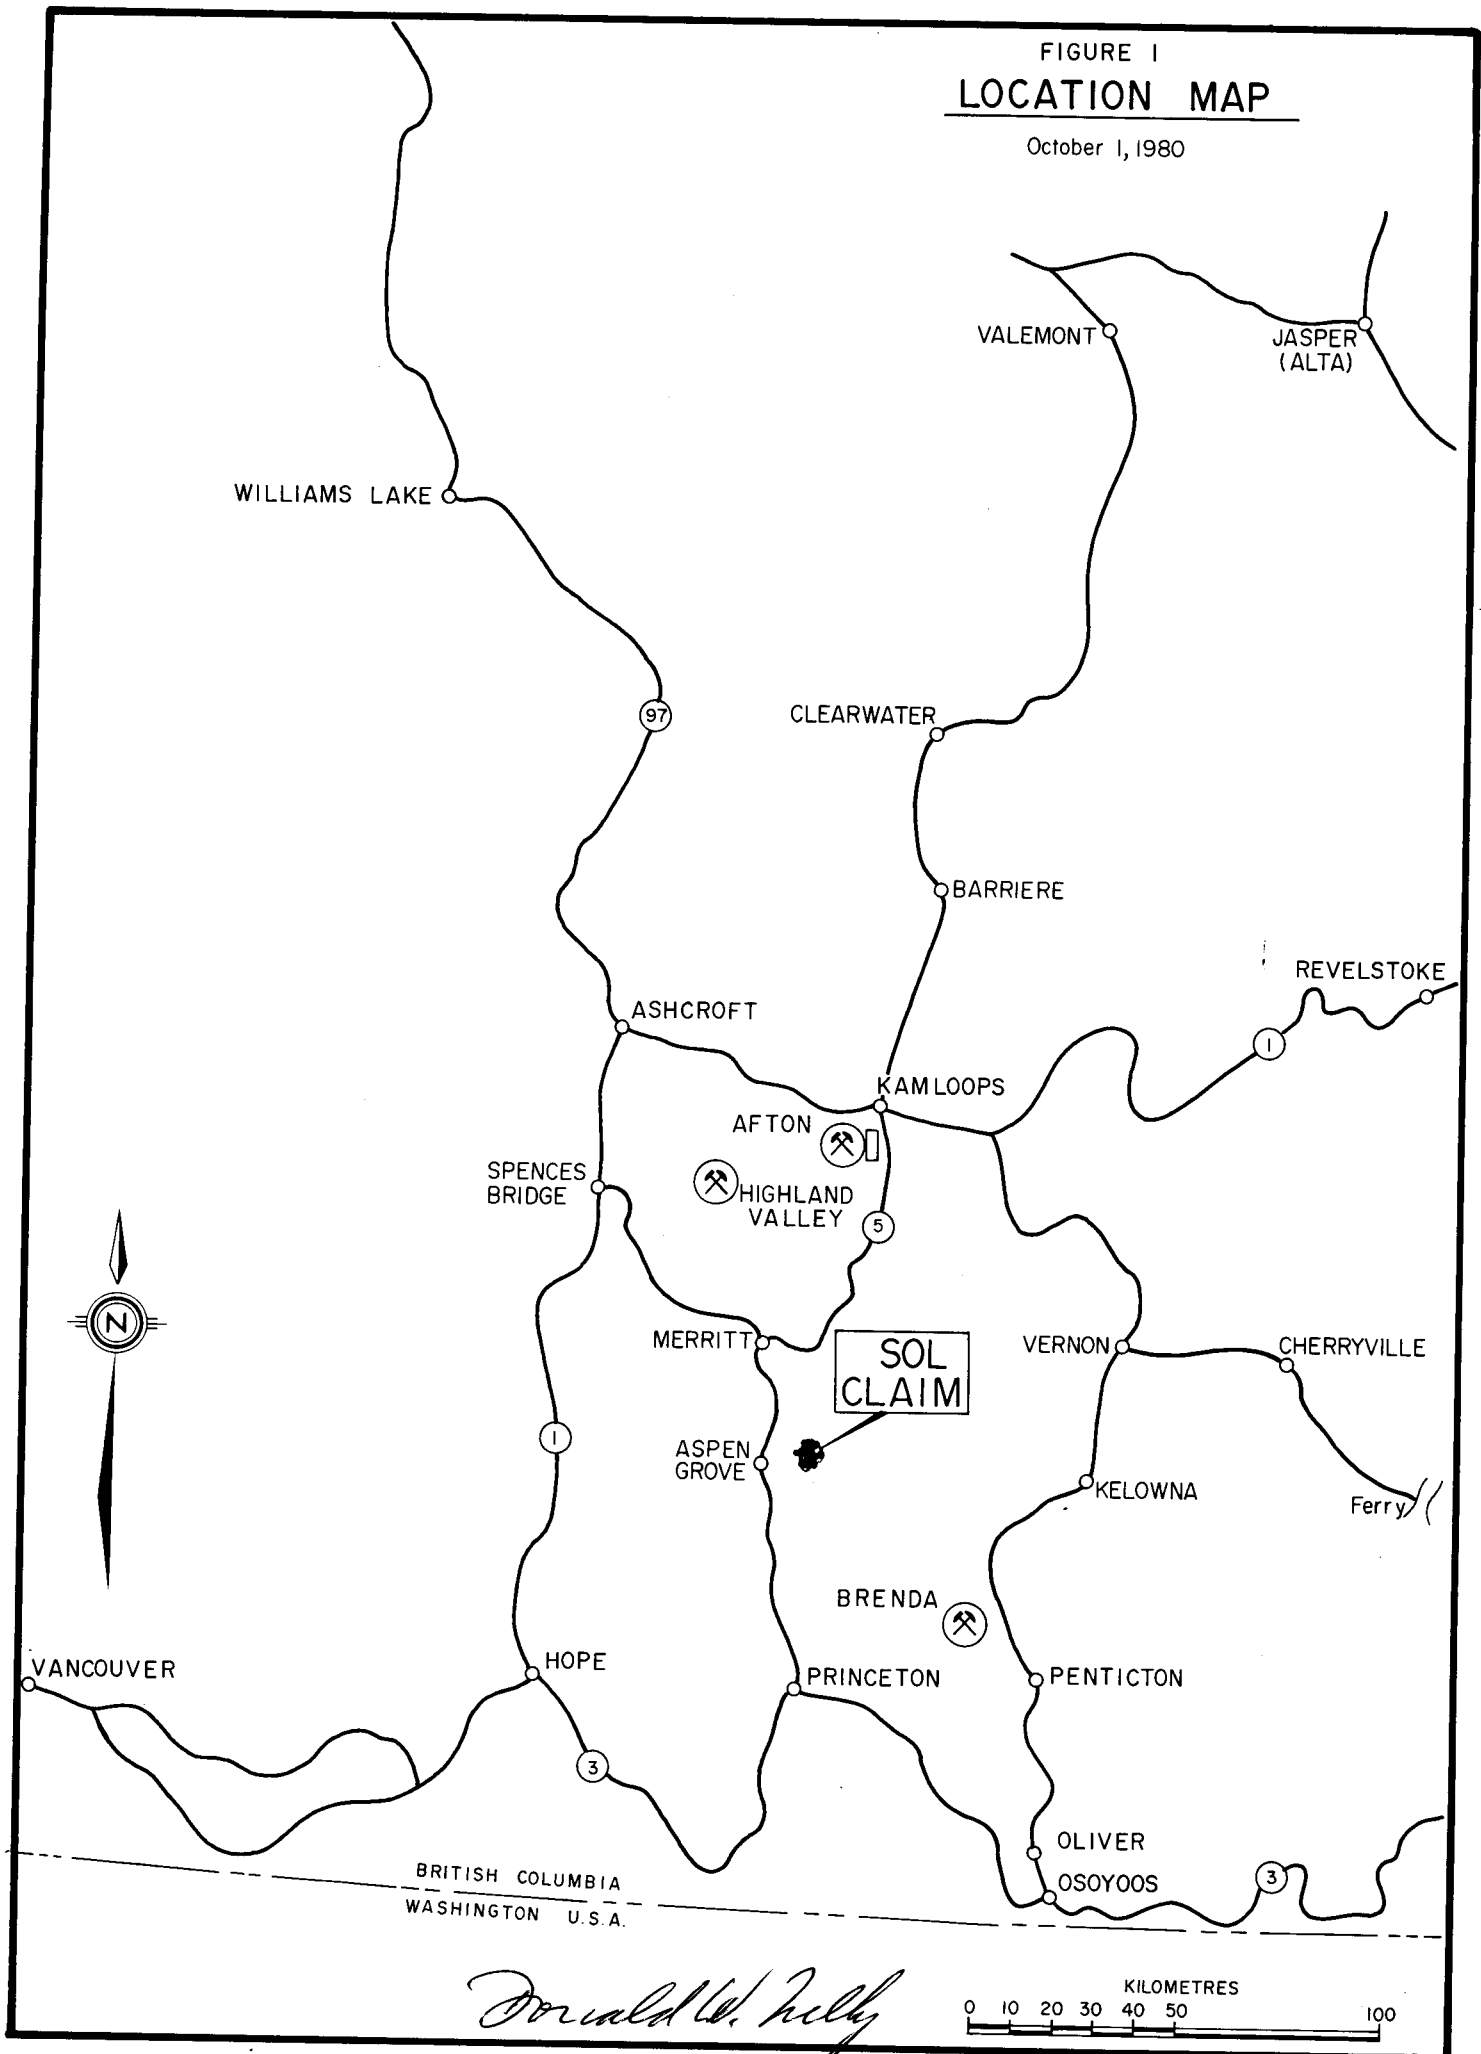 FIGURE 1
LOCATION MAP
October 1, 1980
VALEMONT
JASPER
(ALTA)
WILLIAMS LAKE
97
CLEARWATER
BARRIERE
REVELSTOKE
ASHCROFT
1
KAMLOOPS
AFTON
SPENCES
BRIDGE
HIGHLAND
VALLEY
5
N
MERRITT
SOL
CLAIM
VERNON
CHERRYVILLE
1
ASPEN
GROVE
KELOWNA
Ferry
BRENDA
VANCOUVER
HOPE
PRINCETON
PENTICTON
3
OLIVER
OSOYOOS
3
BRITISH COLUMBIA
WASHINGTON U.S.A.
Donald W.
KILOMETRES
0 10 20 30 40 50 100